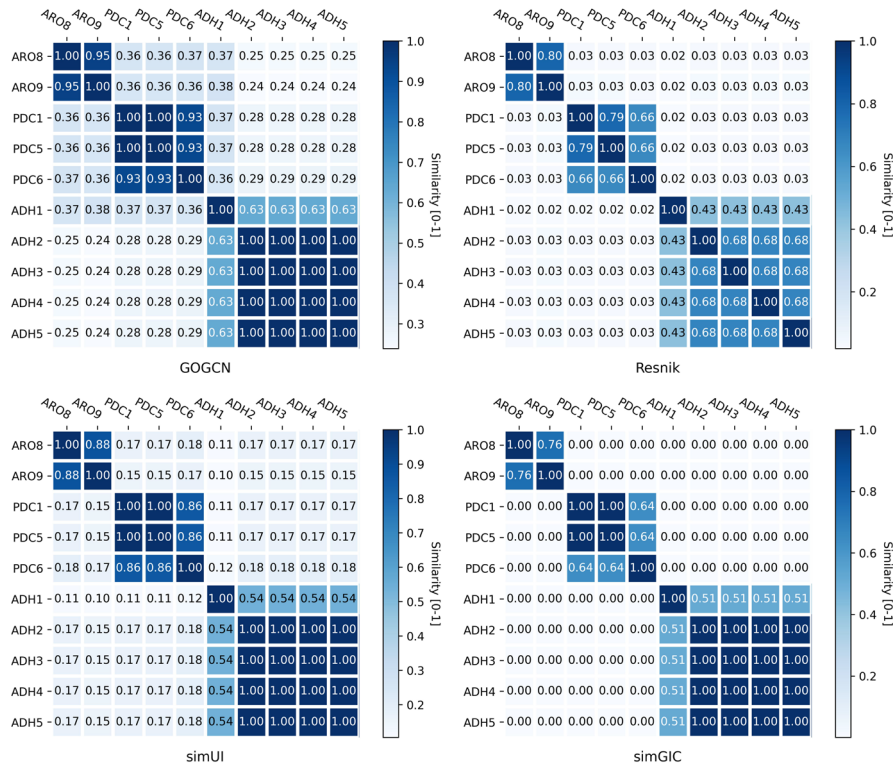 ARO8 ARO9 PDC1 PDC5 PDC6 ADH1 ADH2 ADH3 ADH4 ADH5
ARO8 1.00 0.95 0.36 0.36 0.37 0.37 0.25 0.25 0.25 0.25
ARO9 0.95 1.00 0.36 0.36 0.36 0.38 0.24 0.24 0.24 0.24
PDC1 0.36 0.36 1.00 1.00 0.93 0.37 0.28 0.28 0.28 0.28
PDC5 0.36 0.36 1.00 1.00 0.93 0.37 0.28 0.28 0.28 0.28
PDC6 0.37 0.36 0.93 0.93 1.00 0.36 0.29 0.29 0.29 0.29
ADH1 0.37 0.38 0.37 0.37 0.36 1.00 0.63 0.63 0.63 0.63
ADH2 0.25 0.24 0.28 0.28 0.29 0.63 1.00 1.00 1.00 1.00
ADH3 0.25 0.24 0.28 0.28 0.29 0.63 1.00 1.00 1.00 1.00
ADH4 0.25 0.24 0.28 0.28 0.29 0.63 1.00 1.00 1.00 1.00
ADH5 0.25 0.24 0.28 0.28 0.29 0.63 1.00 1.00 1.00 1.00
GOGCN
1.0
0.9
0.8
0.7
0.6
0.5
0.4
0.3
Similarity [0-1]
ARO8 ARO9 PDC1 PDC5 PDC6 ADH1 ADH2 ADH3 ADH4 ADH5
ARO8 1.00 0.80 0.03 0.03 0.03 0.02 0.03 0.03 0.03 0.03
ARO9 0.80 1.00 0.03 0.03 0.03 0.02 0.03 0.03 0.03 0.03
PDC1 0.03 0.03 1.00 0.79 0.66 0.02 0.03 0.03 0.03 0.03
PDC5 0.03 0.03 0.79 1.00 0.66 0.02 0.03 0.03 0.03 0.03
PDC6 0.03 0.03 0.66 0.66 1.00 0.02 0.03 0.03 0.03 0.03
ADH1 0.02 0.02 0.02 0.02 0.02 1.00 0.43 0.43 0.43 0.43
ADH2 0.03 0.03 0.03 0.03 0.03 0.43 1.00 0.68 0.68 0.68
ADH3 0.03 0.03 0.03 0.03 0.03 0.43 0.68 1.00 0.68 0.68
ADH4 0.03 0.03 0.03 0.03 0.03 0.43 0.68 0.68 1.00 0.68
ADH5 0.03 0.03 0.03 0.03 0.03 0.43 0.68 0.68 0.68 1.00
Resnik
1.0
0.8
0.6
0.4
0.2
Similarity [0-1]
ARO8 ARO9 PDC1 PDC5 PDC6 ADH1 ADH2 ADH3 ADH4 ADH5
ARO8 1.00 0.88 0.17 0.17 0.18 0.11 0.17 0.17 0.17 0.17
ARO9 0.88 1.00 0.15 0.15 0.17 0.10 0.15 0.15 0.15 0.15
PDC1 0.17 0.15 1.00 1.00 0.86 0.11 0.17 0.17 0.17 0.17
PDC5 0.17 0.15 1.00 1.00 0.86 0.11 0.17 0.17 0.17 0.17
PDC6 0.18 0.17 0.86 0.86 1.00 0.12 0.18 0.18 0.18 0.18
ADH1 0.11 0.10 0.11 0.11 0.12 1.00 0.54 0.54 0.54 0.54
ADH2 0.17 0.15 0.17 0.17 0.18 0.54 1.00 1.00 1.00 1.00
ADH3 0.17 0.15 0.17 0.17 0.18 0.54 1.00 1.00 1.00 1.00
ADH4 0.17 0.15 0.17 0.17 0.18 0.54 1.00 1.00 1.00 1.00
ADH5 0.17 0.15 0.17 0.17 0.18 0.54 1.00 1.00 1.00 1.00
simUI
1.0
0.9
0.8
0.7
0.6
0.5
0.4
0.3
0.2
Similarity [0-1]
ARO8 ARO9 PDC1 PDC5 PDC6 ADH1 ADH2 ADH3 ADH4 ADH5
ARO8 1.00 0.76 0.00 0.00 0.00 0.00 0.00 0.00 0.00 0.00
ARO9 0.76 1.00 0.00 0.00 0.00 0.00 0.00 0.00 0.00 0.00
PDC1 0.00 0.00 1.00 1.00 0.64 0.00 0.00 0.00 0.00 0.00
PDC5 0.00 0.00 1.00 1.00 0.64 0.00 0.00 0.00 0.00 0.00
PDC6 0.00 0.00 0.64 0.64 1.00 0.00 0.00 0.00 0.00 0.00
ADH1 0.00 0.00 0.00 0.00 0.00 1.00 0.51 0.51 0.51 0.51
ADH2 0.00 0.00 0.00 0.00 0.00 0.51 1.00 1.00 1.00 1.00
ADH3 0.00 0.00 0.00 0.00 0.00 0.51 1.00 1.00 1.00 1.00
ADH4 0.00 0.00 0.00 0.00 0.00 0.51 1.00 1.00 1.00 1.00
ADH5 0.00 0.00 0.00 0.00 0.00 0.51 1.00 1.00 1.00 1.00
simGIC
1.0
0.8
0.6
0.4
0.2
Similarity [0-1]